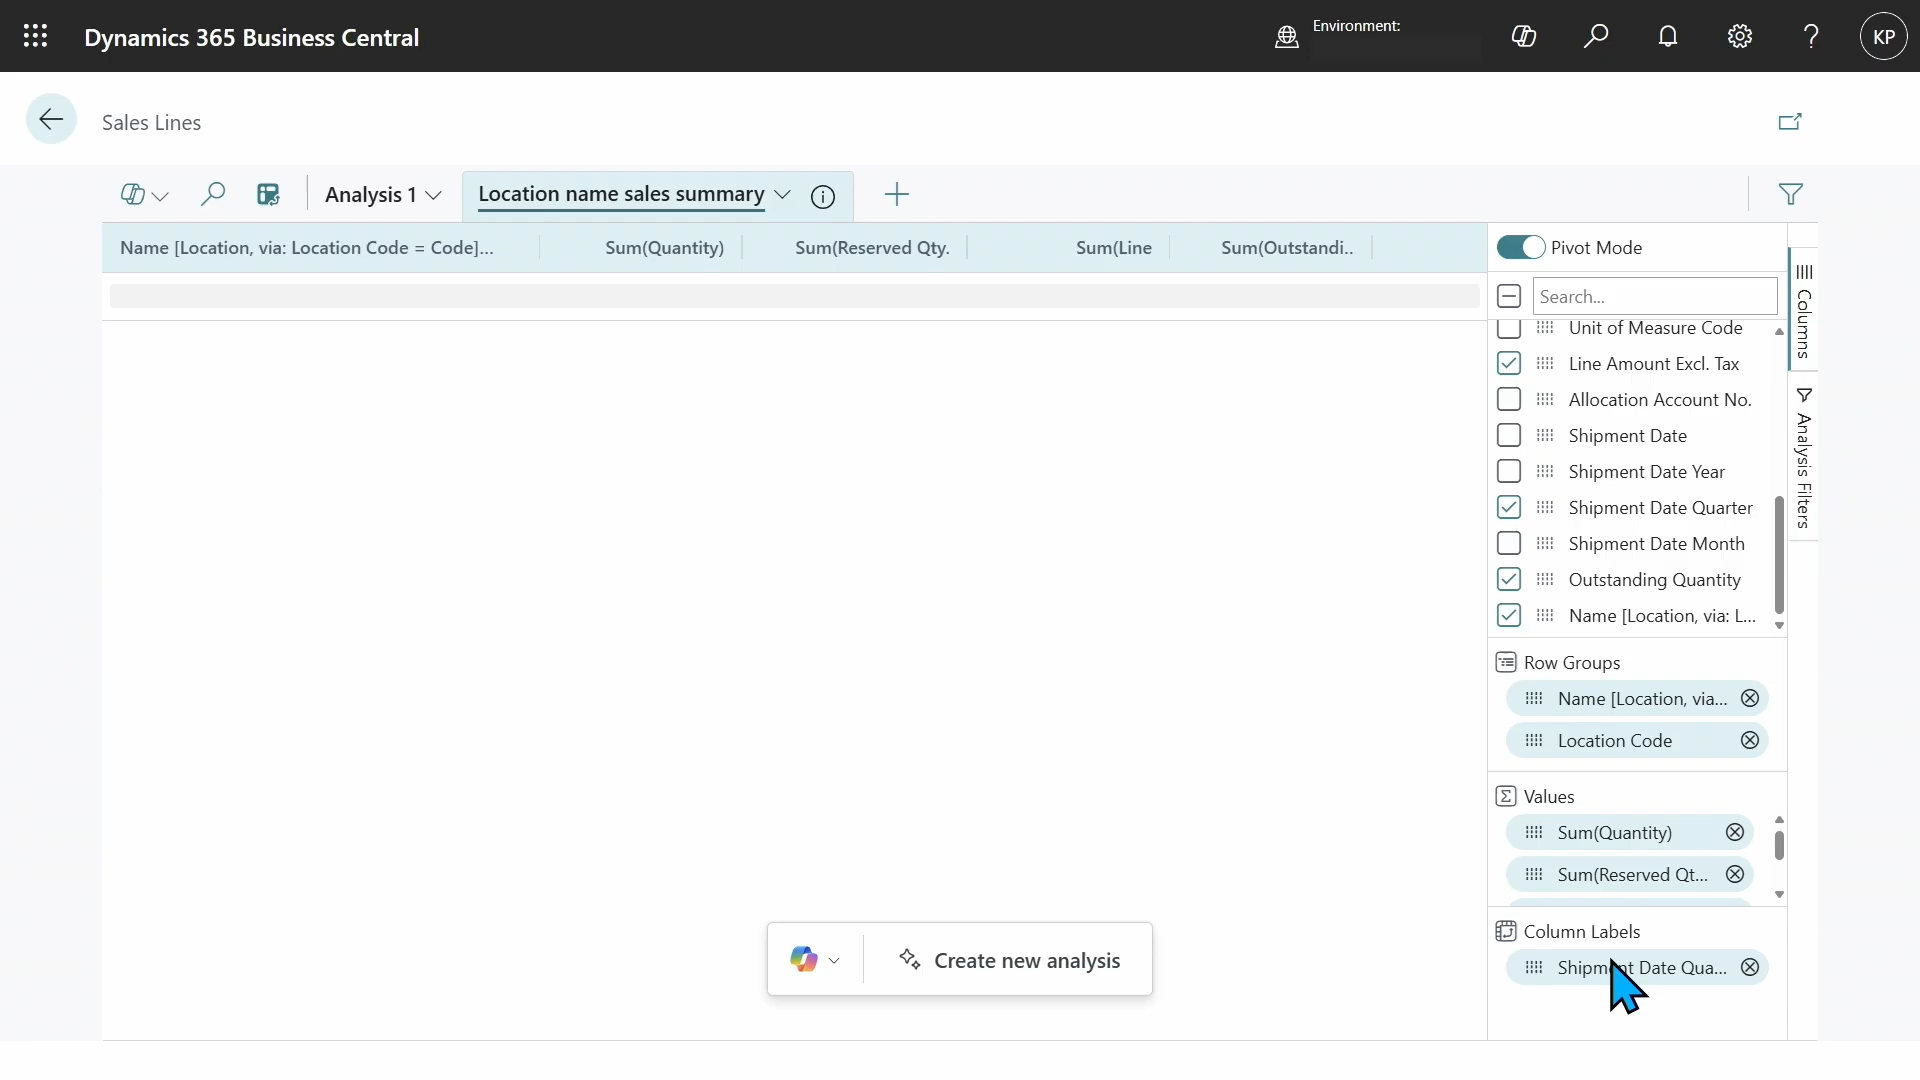 Dynamics 365 Business Central
Environment:
KP
Sales Lines
Analysis 1
Location name sales summary
Name [Location, via: Location Code = Code]...
Sum(Quantity)
Sum(Reserved Qty.
Sum(Line
Sum(Outstandi..
Pivot Mode
Search...
Unit of Measure Code
Line Amount Excl. Tax
Allocation Account No.
Shipment Date
Shipment Date Year
Shipment Date Quarter
Shipment Date Month
Outstanding Quantity
Name [Location, via: L...
Row Groups
Name [Location, via...
Location Code
Values
Sum(Quantity)
Sum(Reserved Qt...
Column Labels
Shipment Date Qua...
Columns
Analysis Filters
Create new analysis